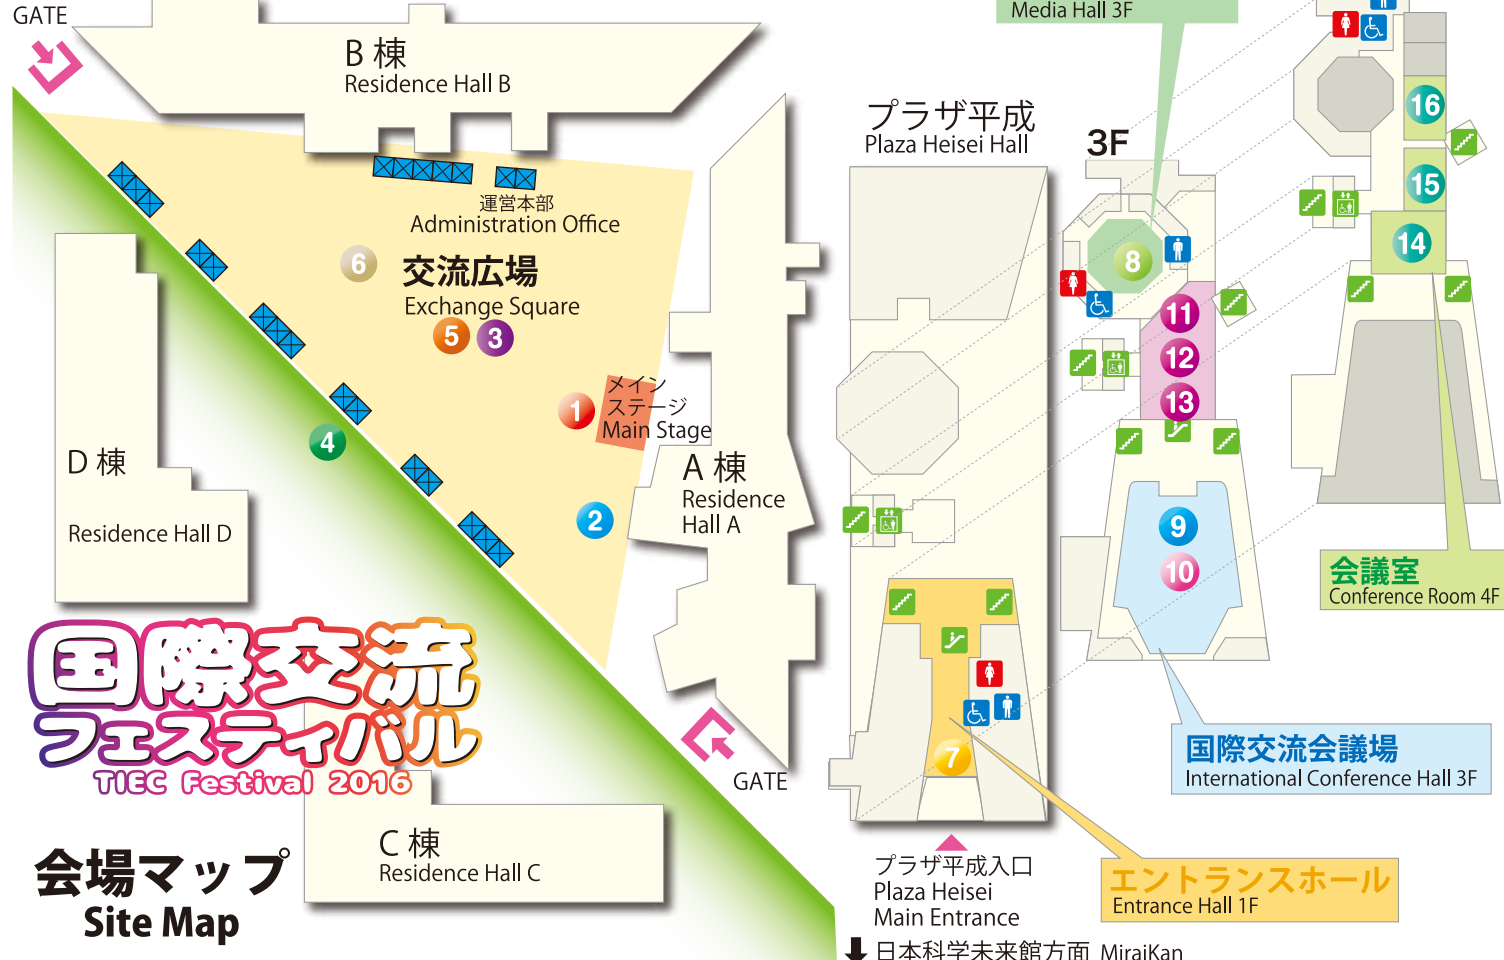 GATE
B 棟
Residence Hall B
Media Hall 3F
プラザ平成
Plaza Heisei Hall
3F
運営本部
Administration Office
6
交流広場
Exchange Square
5
3
1
メイン
ステージ
Main Stage
4
2
A 棟
Residence
Hall A
D 棟
Residence Hall D
国際交流
フェスティバル
TIEC Festival 2016
GATE
C 棟
Residence Hall C
会場マップ
Site Map
8
11
12
13
9
10
16
15
14
会議室
Conference Room 4F
国際交流会議場
International Conference Hall 3F
7
エントランスホール
Entrance Hall 1F
プラザ平成入口
Plaza Heisei
Main Entrance
日本科学未来館方面 MiraiKan